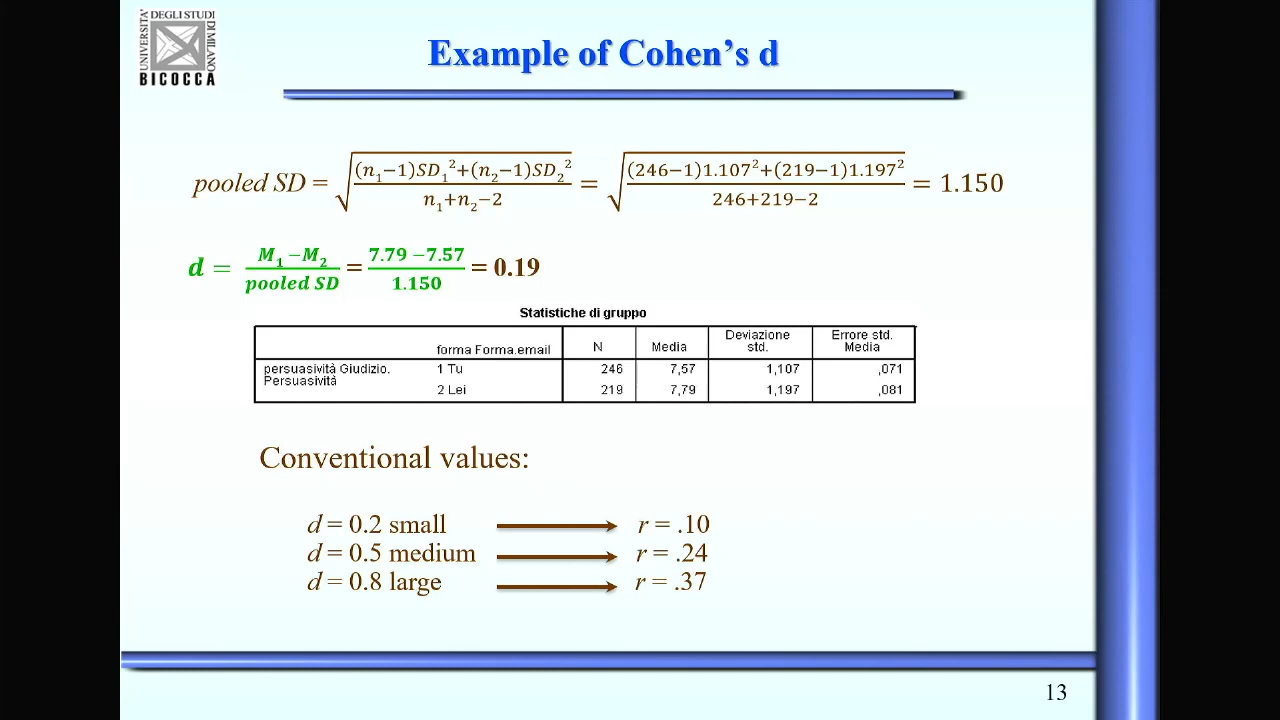 UNIVERSITÀ DEGLI STUDI DI MILANO
BICOCCA
Example of Cohen's d
pooled SD = √((n₁−1)SD₁²+(n₂−1)SD₂² / n₁+n₂−2) = √((246−1)1.107²+(219−1)1.197² / 246+219−2) = 1.150
d = M₁ −M₂ / pooled SD = 7.79 −7.57 / 1.150 = 0.19
Statistiche di gruppo
forma Forma.email N Media Deviazione std. Errore std. Media
persuasività Giudizio. Persuasività 1 Tu 246 7,57 1,107 ,071
2 Lei 219 7,79 1,197 ,081
Conventional values:
d = 0.2 small r = .10
d = 0.5 medium r = .24
d = 0.8 large r = .37
13